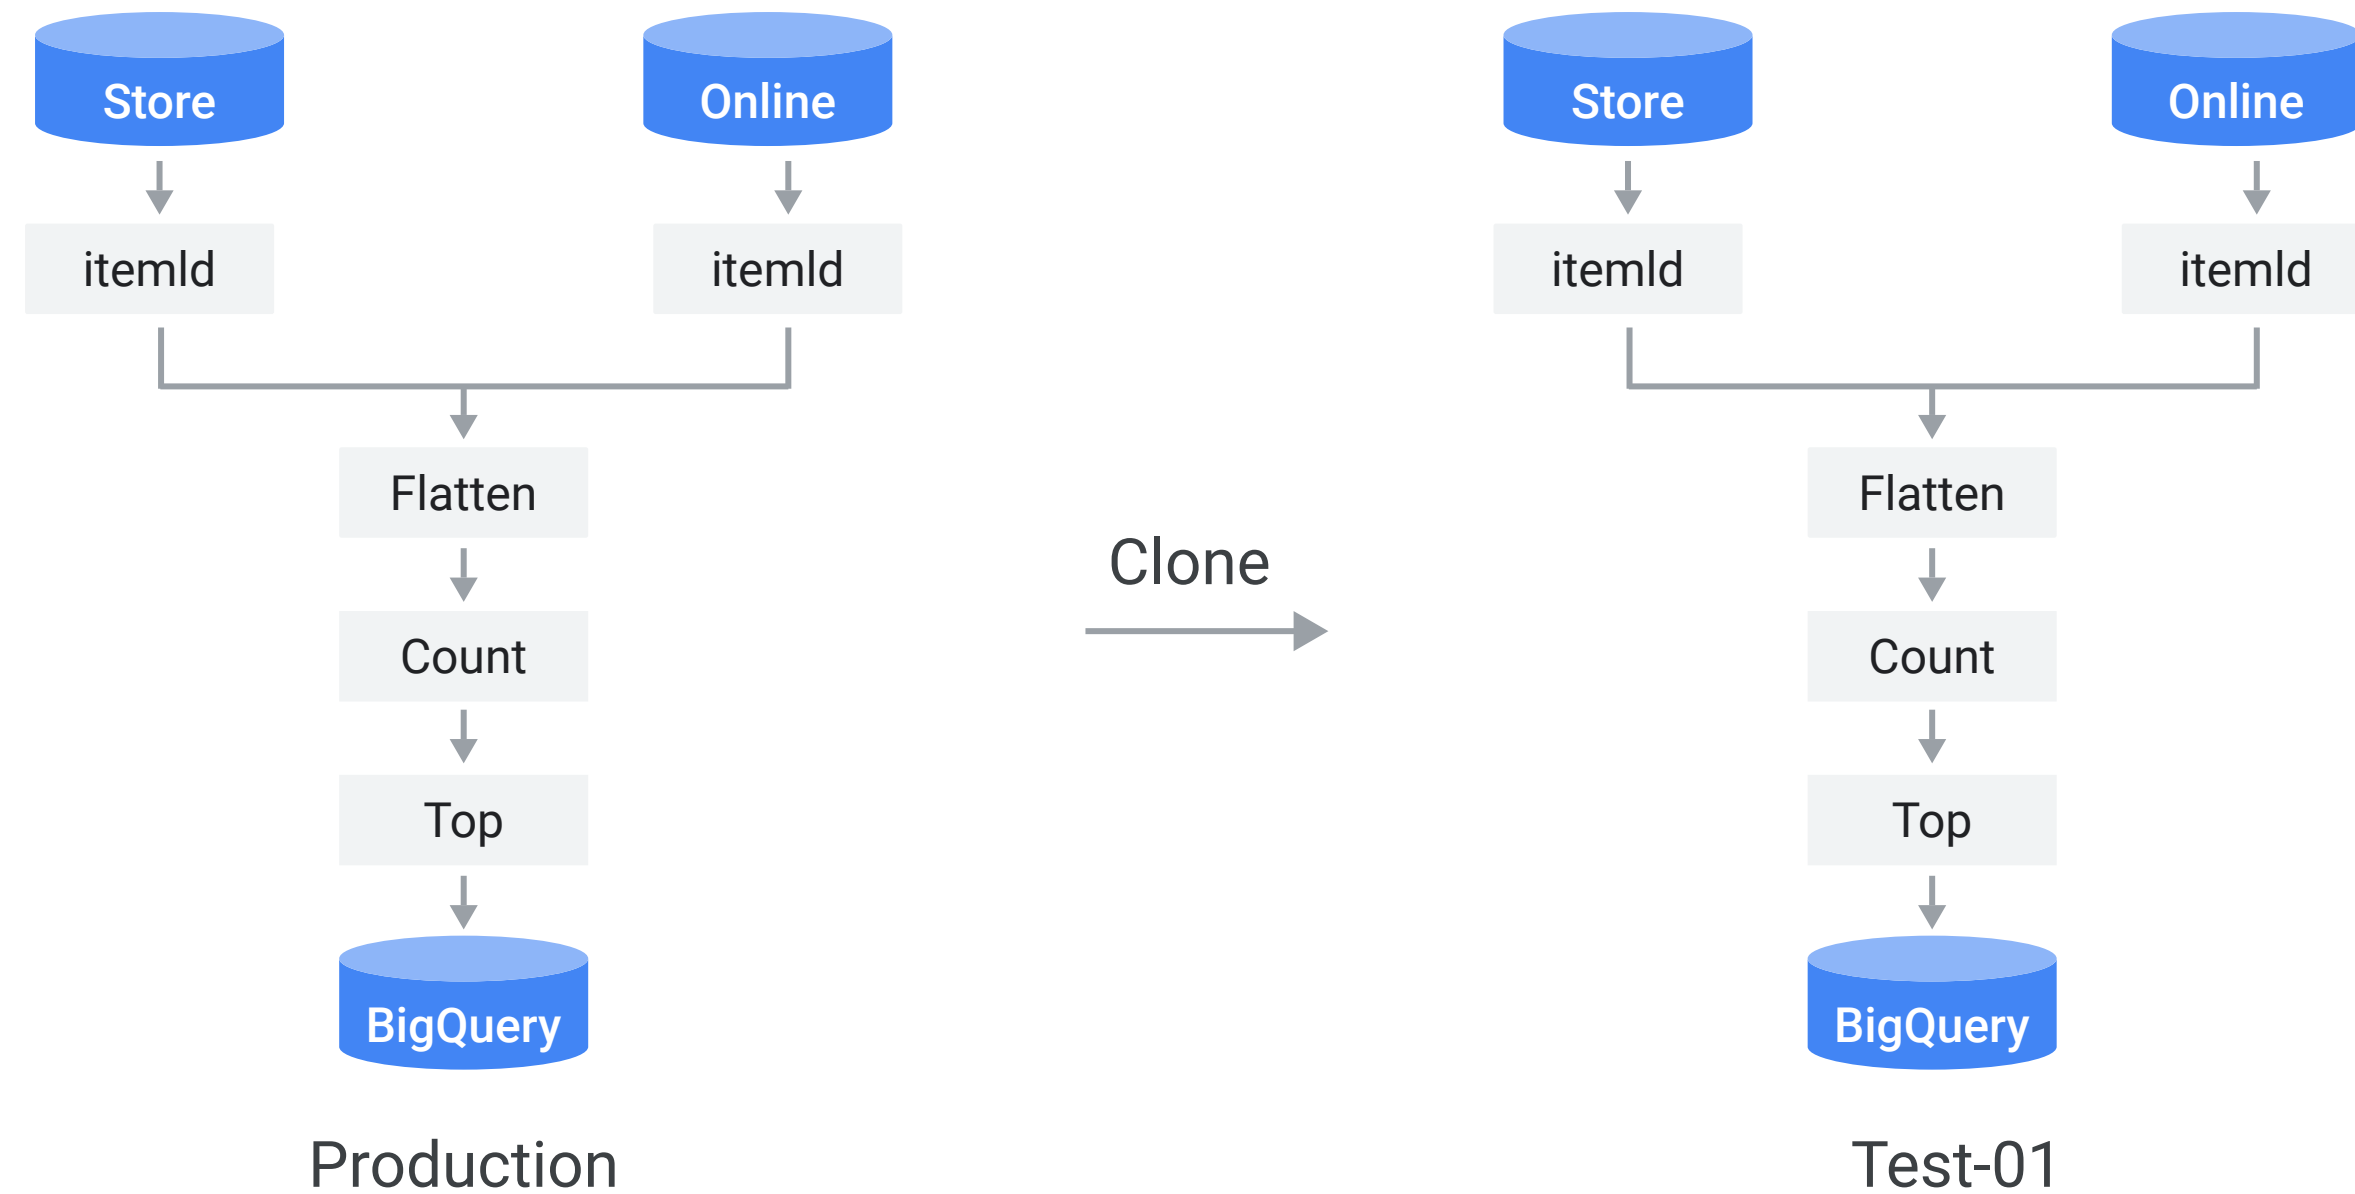 Store
Online
itemId
itemId
Flatten
Count
Top
BigQuery
Production
Clone
Store
Online
itemId
itemId
Flatten
Count
Top
BigQuery
Test-01